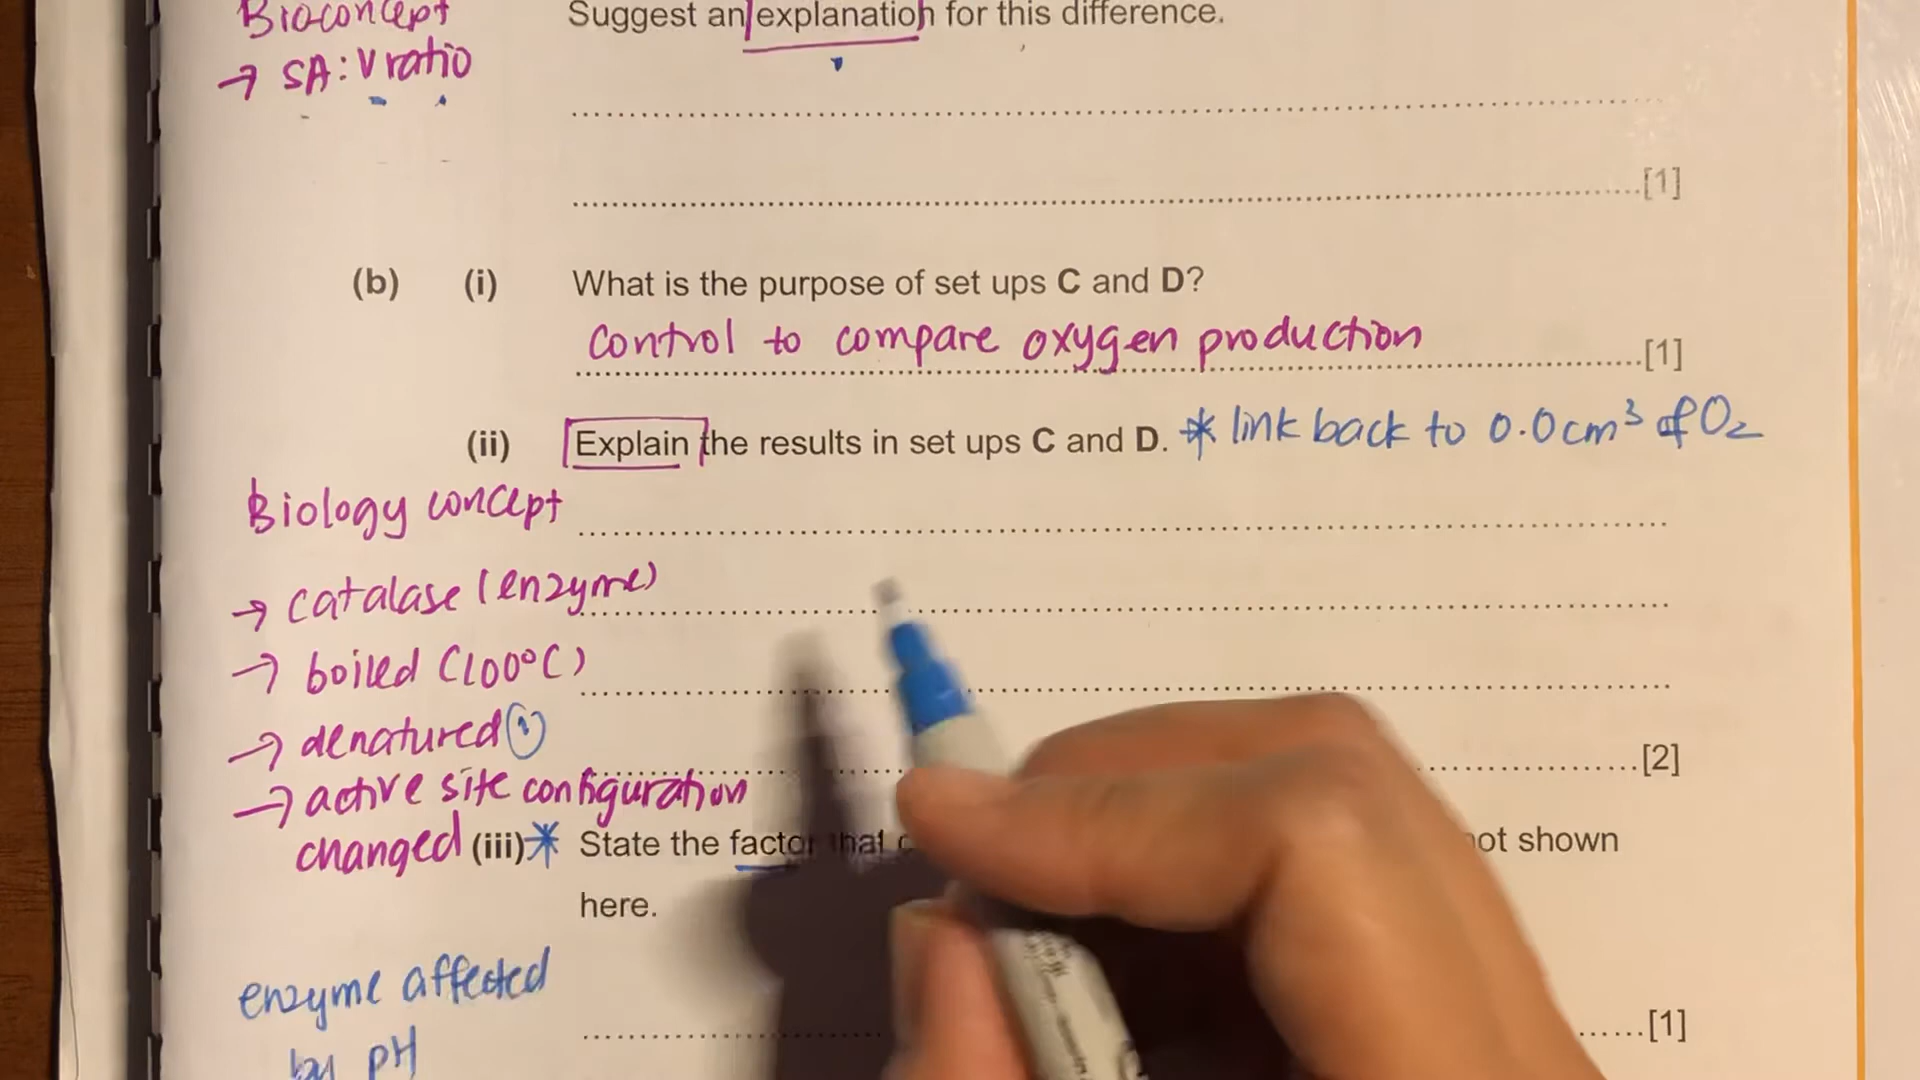 Bioconcept
Suggest an explanation for this difference.
→ SA:V ratio
[1]
(b) (i) What is the purpose of set ups C and D?
control to compare oxygen production
[1]
(ii) Explain the results in set ups C and D. * link back to 0.0cm³ of O₂
Biology concept
→ catalase (enzyme)
→ boiled (100°C)
→ denatured
[2]
→ active site configuration
changed (iii)* State the factor that
not shown
here.
enzyme affected
[1]
by pH